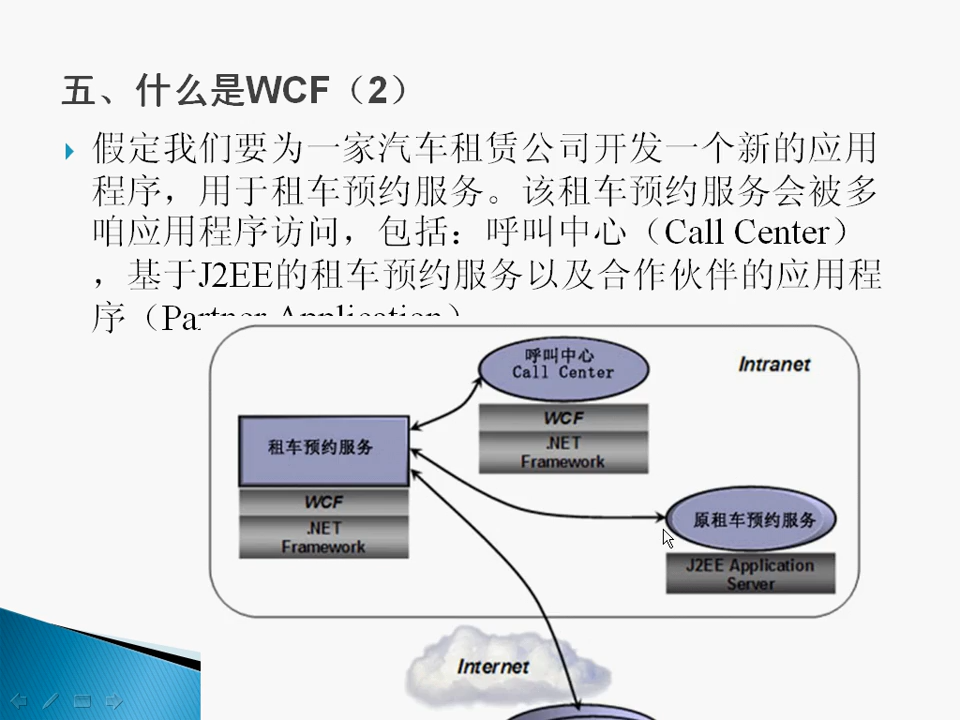 五、什么是WCF（2）
假定我们要为一家汽车租赁公司开发一个新的应用
程序，用于租车预约服务。该租车预约服务会被多
咱应用程序访问，包括：呼叫中心（Call Center）
，基于J2EE的租车预约服务以及合作伙伴的应用程
序（Partner Application）
呼叫中心
Call Center
Intranet
WCF
.NET
Framework
租车预约服务
WCF
.NET
Framework
原租车预约服务
J2EE Application
Server
Internet